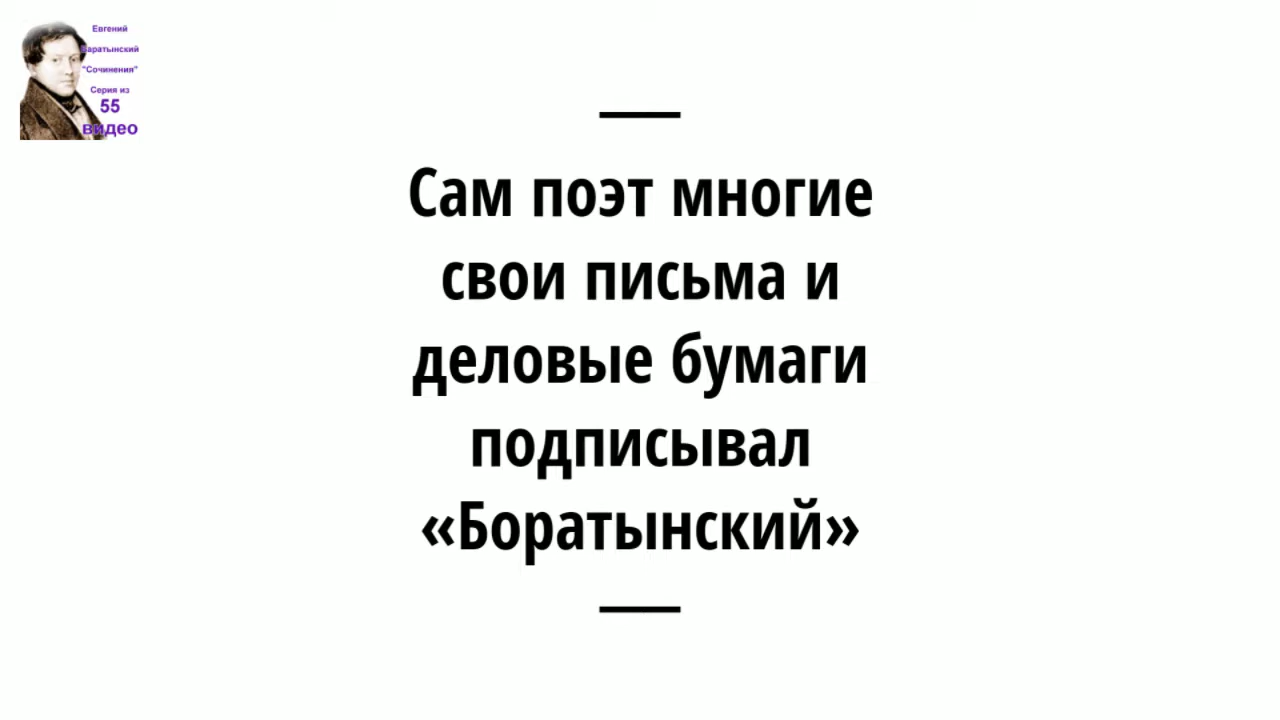 Евгений
Баратынский
"Сочинения"
Серия из
55
видео
Сам поэт многие
свои письма и
деловые бумаги
подписывал
«Боратынский»